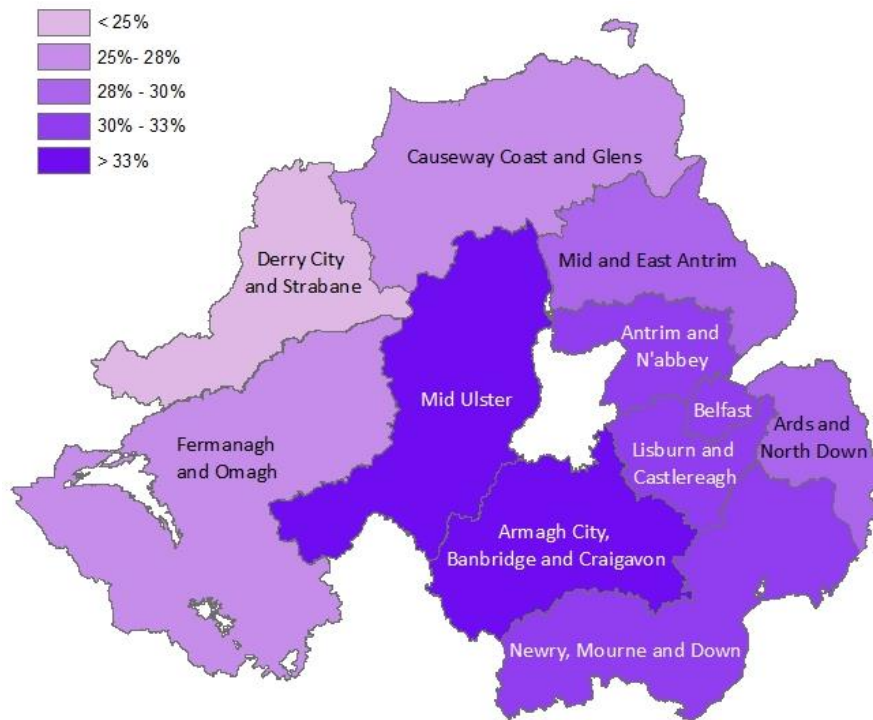 < 25%
25%- 28%
28% - 30%
30% - 33%
> 33%
Causeway Coast and Glens
Derry City
and Strabane
Mid and East Antrim
Antrim and
N'abbey
Mid Ulster
Belfast
Ards and
North Down
Fermanagh
and Omagh
Lisburn and
Castlereagh
Armagh City,
Banbridge and Craigavon
Newry, Mourne and Down